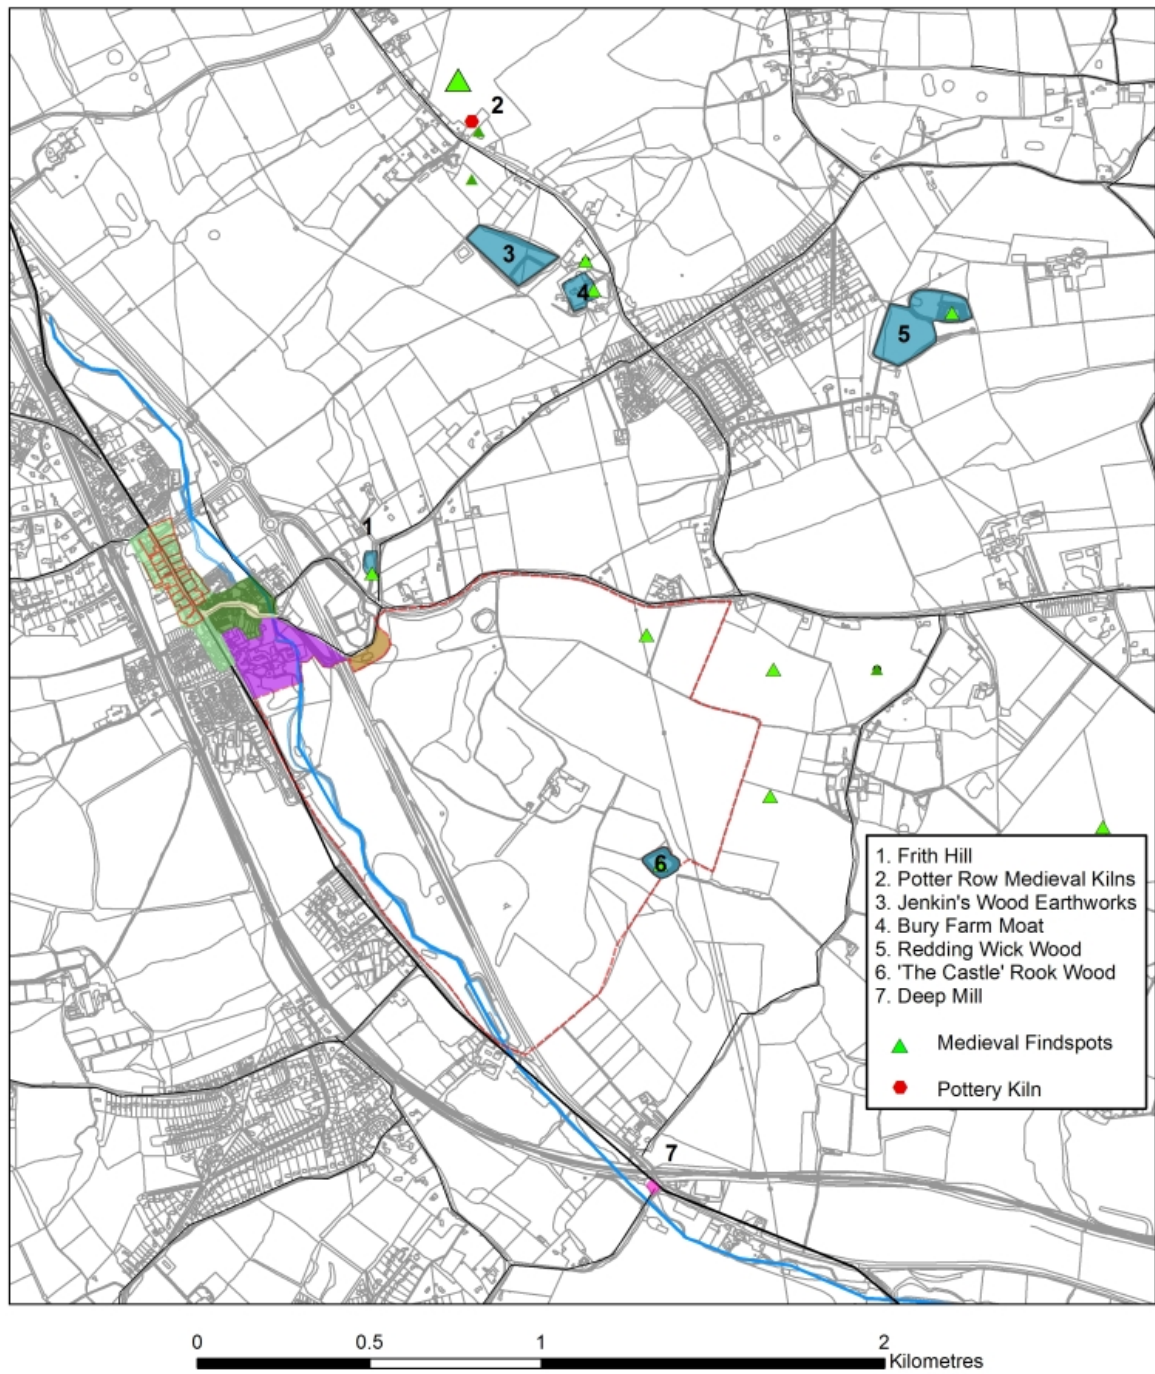 2
3
4
5
1
6
1. Frith Hill
2. Potter Row Medieval Kilns
3. Jenkin's Wood Earthworks
4. Bury Farm Moat
5. Redding Wick Wood
6. 'The Castle' Rook Wood
7. Deep Mill
Medieval Findspots
Pottery Kiln
7
0 0.5 1 2
Kilometres